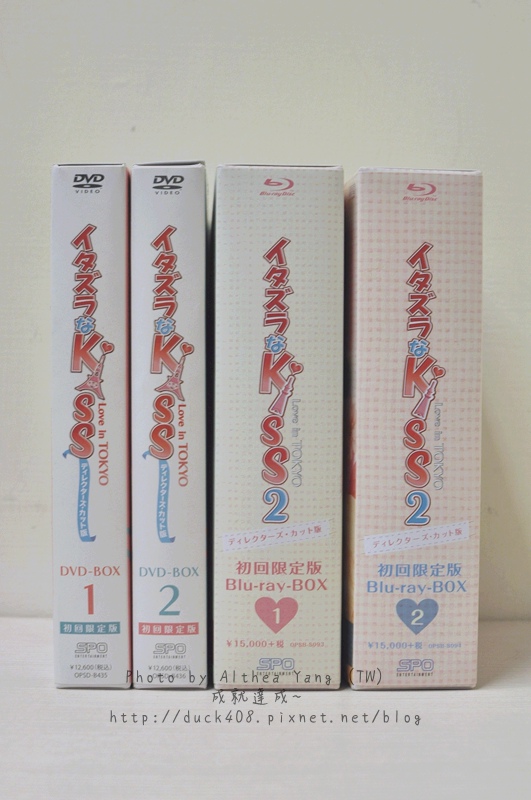 DVD
VIDEO
イタズラなKiSS
Love in TOKYO
ディレクターズ・カット版
DVD-BOX
1
初回限定版
SPO
ENTERTAINMENT
¥12,600(税込)
OPSD-B435
DVD
VIDEO
イタズラなKiSS
Love in TOKYO
ディレクターズ・カット版
DVD-BOX
2
初回限定版
SPO
ENTERTAINMENT
¥12,600(税込)
Blu-ray Disc
イタズラなKiSS2
Love in TOKYO
ディレクターズ・カット版
初回限定版
Blu-ray-BOX
1
¥15,000+税
SPO
ENTERTAINMENT
Blu-ray Disc
イタズラなKiSS2
Love in TOKYO
ディレクターズ・カット版
初回限定版
Blu-ray-BOX
2
¥15,000+税
SPO
ENTERTAINMENT
Photo by Althea Yang (TW)
成就達成~
http://duck408.pixnet.net/blog